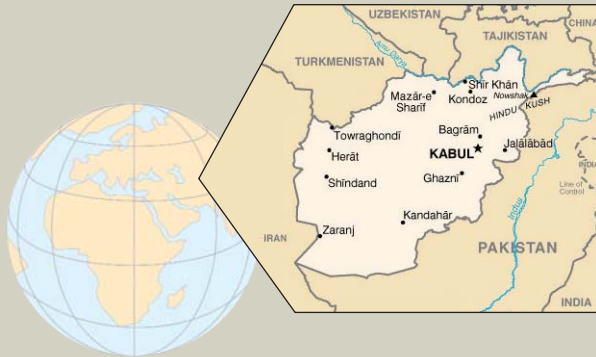 UZBEKISTAN
CHINA
TAJIKISTAN
Amu Darya
TURKMENISTAN
Shīr Khān
Mazār-e
Sharīf
Kondoz
Nowshak
HINDU KUSH
Towraghondī
Bagrām
Herāt
KABUL
Jalālābād
INDIA
Shīndand
Ghaznī
Line of
Control
Indus
Kandahār
Zaranj
IRAN
PAKISTAN
INDIA